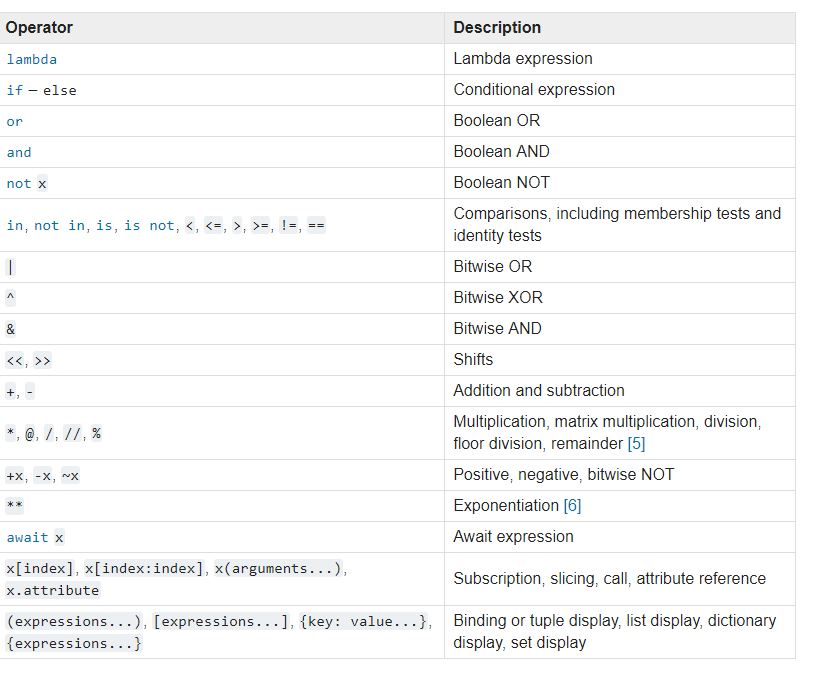 Operator Description
lambda Lambda expression
if – else Conditional expression
or Boolean OR
and Boolean AND
not x Boolean NOT
in, not in, is, is not, <, <=, >, >=, !=, == Comparisons, including membership tests and
identity tests
| Bitwise OR
^ Bitwise XOR
& Bitwise AND
<<, >> Shifts
+, - Addition and subtraction
*, @, /, //, % Multiplication, matrix multiplication, division,
floor division, remainder [5]
+x, -x, ~x Positive, negative, bitwise NOT
** Exponentiation [6]
await x Await expression
x[index], x[index:index], x(arguments...),
x.attribute Subscription, slicing, call, attribute reference
(expressions...), [expressions...], {key: value...}, Binding or tuple display, list display, dictionary
{expressions...} display, set display